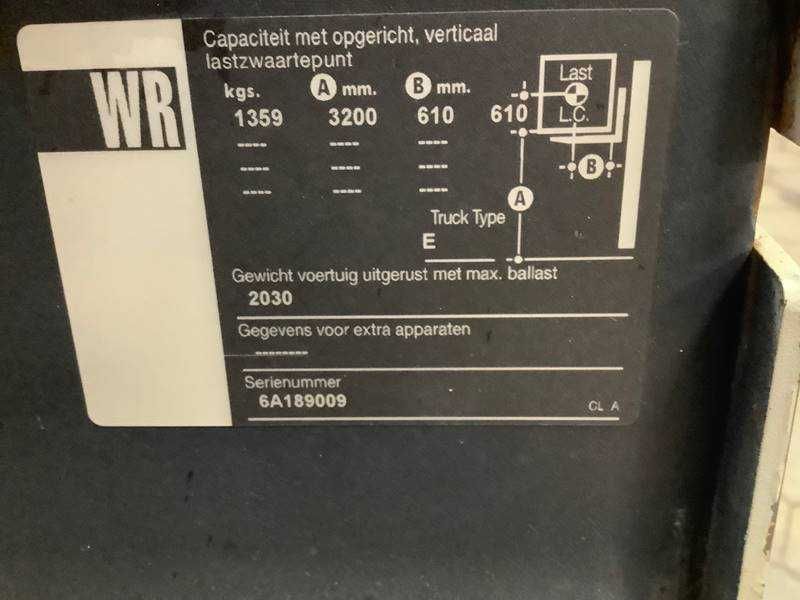 WR
Capaciteit met opgericht, verticaal
lastzwaartepunt
kgs. A mm. B mm.
1359 3200 610
---- ---- ----
---- ---- ----
---- ---- ----
610
Last
L.C.
B
A
Truck Type
E
Gewicht voertuig uitgerust met max. ballast
2030
Gegevens voor extra apparaten
---------
Serienummer
6A189009
CL A